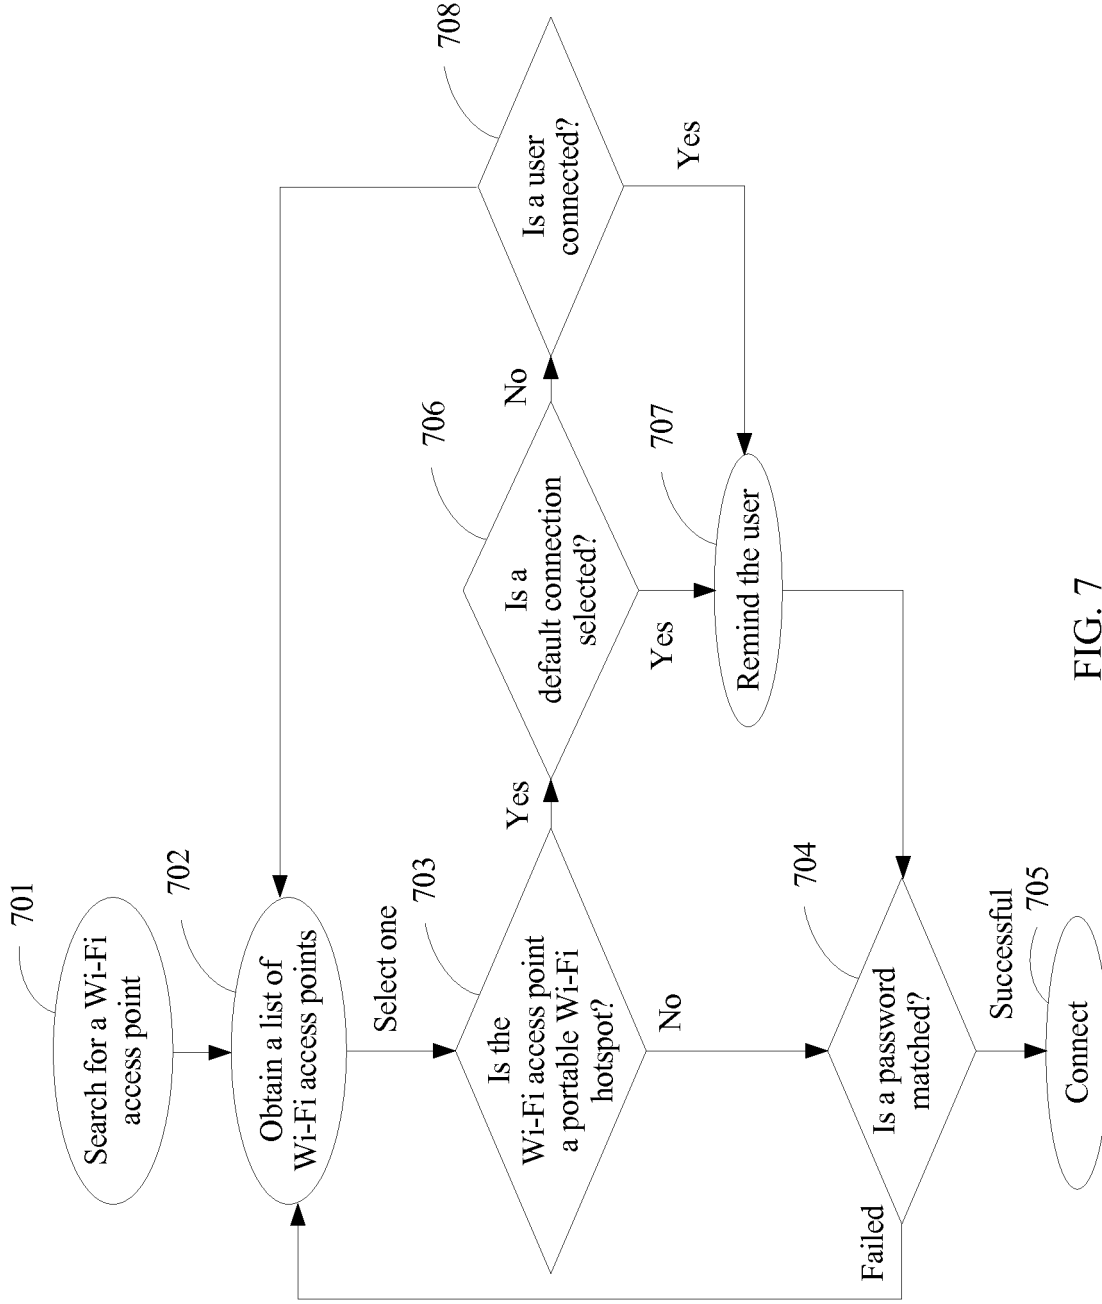 701
Search for a Wi-Fi
access point
702
Obtain a list of
Wi-Fi access points
Select one
703
Is the
Wi-Fi access point
a portable Wi-Fi
hotspot?
Yes
No
706
Is a
default connection
selected?
No
Yes
708
Is a user
connected?
Yes
707
Remind the user
704
Is a password
matched?
Failed
Successful
705
Connect
FIG. 7